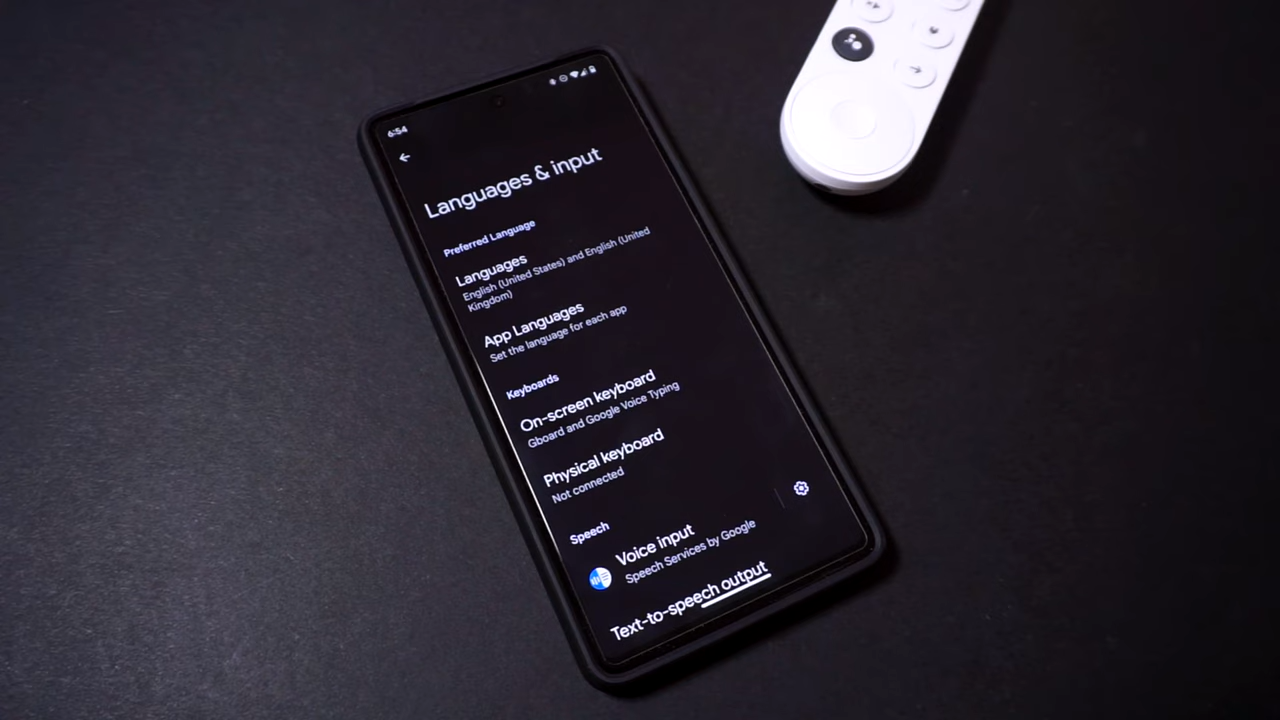 6:54
Languages & input
Preferred Language
Languages
English (United States) and English (United
Kingdom)
App Languages
Set the language for each app
Keyboards
On-screen keyboard
Gboard and Google Voice Typing
Physical keyboard
Not connected
Speech
Voice input
Speech Services by Google
Text-to-speech output